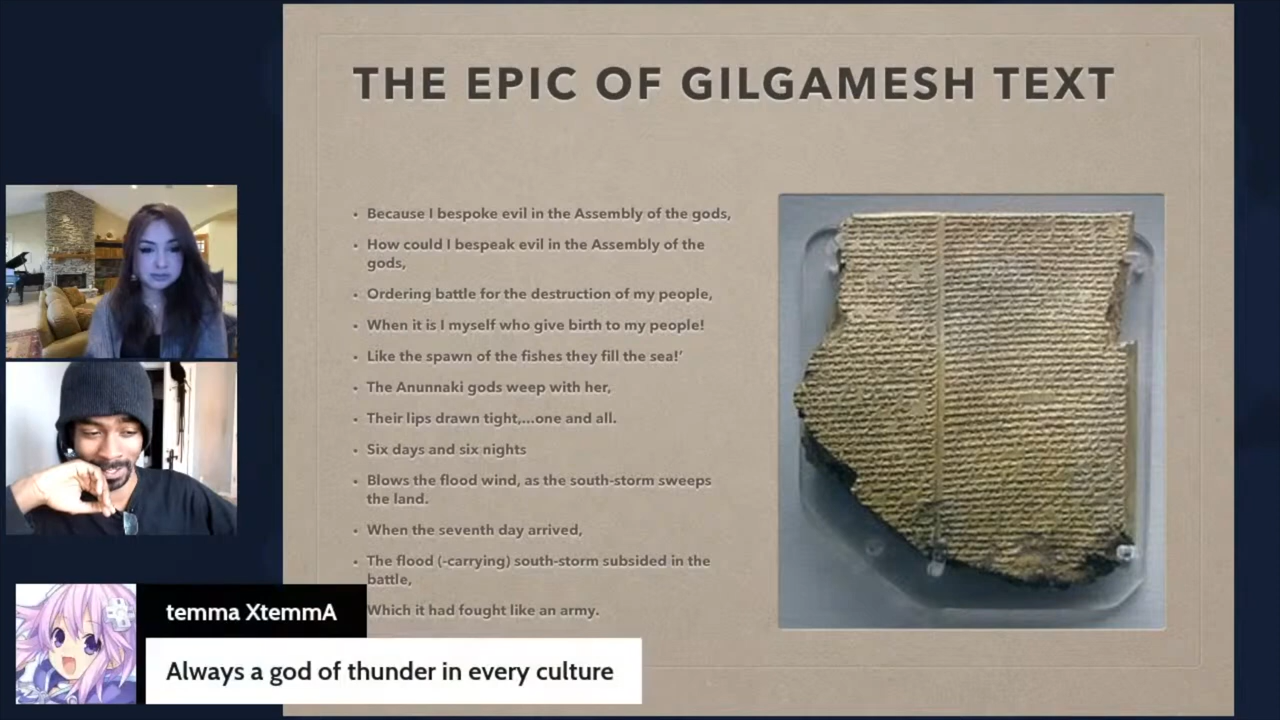 THE EPIC OF GILGAMESH TEXT
• Because I bespoke evil in the Assembly of the gods,
• How could I bespeak evil in the Assembly of the
gods,
• Ordering battle for the destruction of my people,
• When it is I myself who give birth to my people!
• Like the spawn of the fishes they fill the sea!’
• The Anunnaki gods weep with her,
• Their lips drawn tight,...one and all.
• Six days and six nights
• Blows the flood wind, as the south-storm sweeps
the land.
• When the seventh day arrived,
• The flood (-carrying) south-storm subsided in the
battle,
Which it had fought like an army.
temma XtemmA
Always a god of thunder in every culture